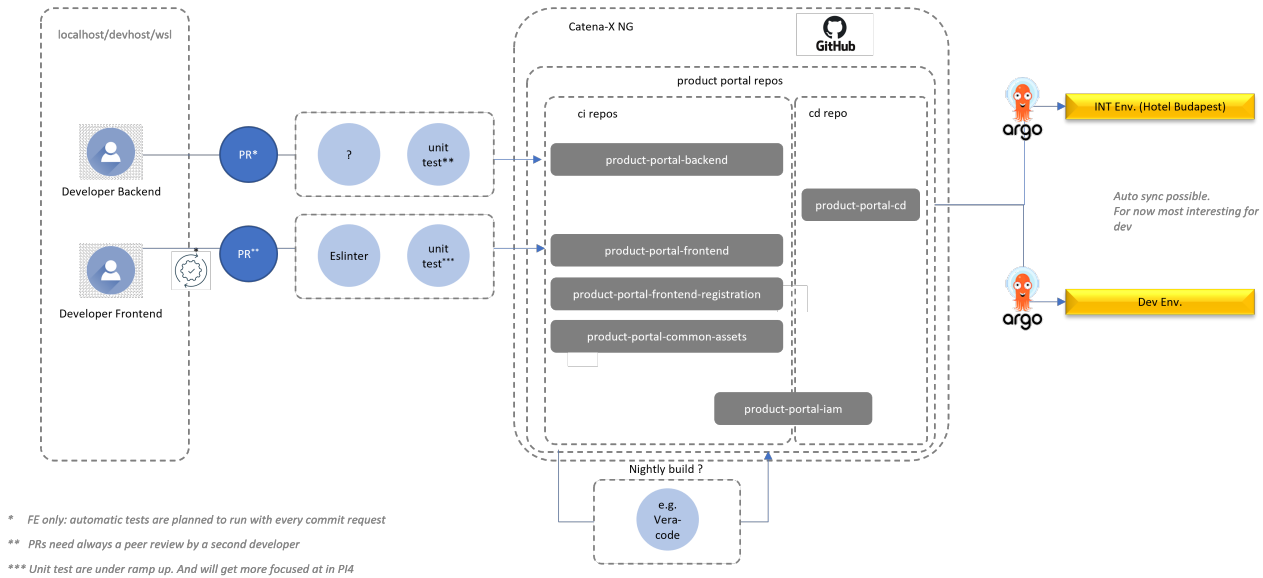 localhost/devhost/wsl
Developer Backend
Developer Frontend
*
PR*
PR**
?
unit
test**
Eslinter
unit
test***
Catena-X NG
GitHub
product portal repos
ci repos
cd repo
product-portal-backend
product-portal-cd
product-portal-frontend
product-portal-frontend-registration
product-portal-common-assets
product-portal-iam
Nightly build ?
e.g.
Vera-
code
argo
INT Env. (Hotel Budapest)
Auto sync possible.
For now most interesting for
dev
argo
Dev Env.
* FE only: automatic tests are planned to run with every commit request
** PRs need always a peer review by a second developer
*** Unit test are under ramp up. And will get more focused at in PI4